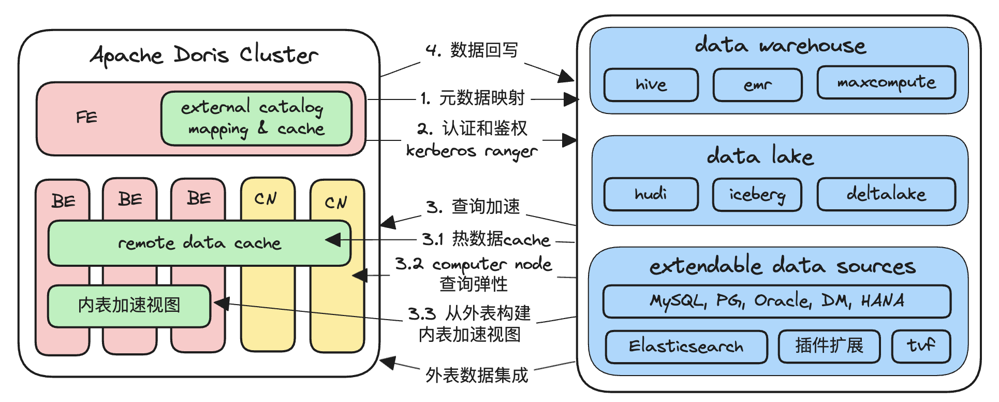 Apache Doris Cluster
FE
external catalog
mapping & cache
BE
BE
BE
CN
CN
remote data cache
内表加速视图
4. 数据回写
1. 元数据映射
2. 认证和鉴权
kerberos ranger
3. 查询加速
3.1 热数据cache
3.2 computer node
查询弹性
3.3 从外表构建
内表加速视图
外表数据集成
data warehouse
hive
emr
maxcompute
data lake
hudi
iceberg
deltalake
extendable data sources
MySQL, PG, Oracle, DM, HANA
Elasticsearch
插件扩展
tvf